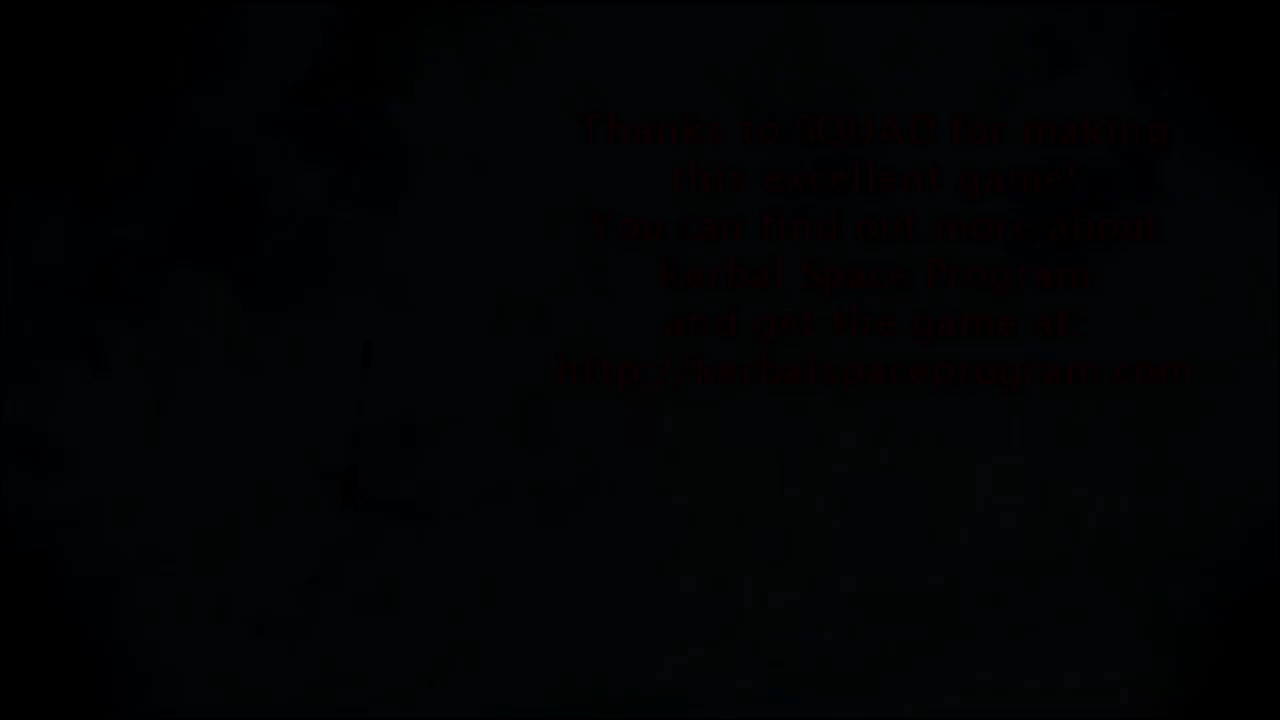 Thanks to SQUAD for making
this excellent game!
You can find out more about
Kerbal Space Program
and get the game at:
http://kerbalspaceprogram.com